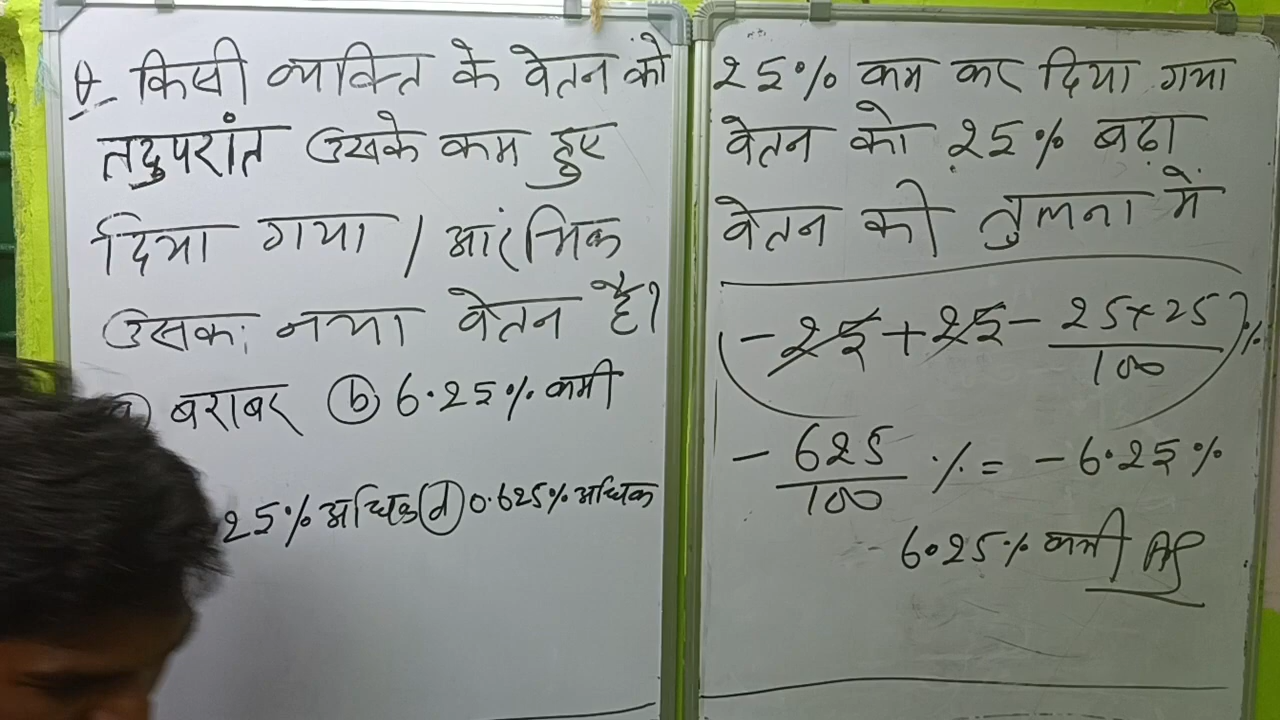 Q- किसी व्यक्ति के वेतन को 25% कम कर दिया गया
तदुपरांत उसके कम हुए वेतन को 25% बढ़ा
दिया गया / आरंभिक वेतन की तुलना में
उसका नया वेतन है?
बराबर (b) 6.25% कमी
25% अधिक (d) 0.625% अधिक
(-25+25-25×25/100)%
-625/100 % = -6.25%
6.25% कमी Ans